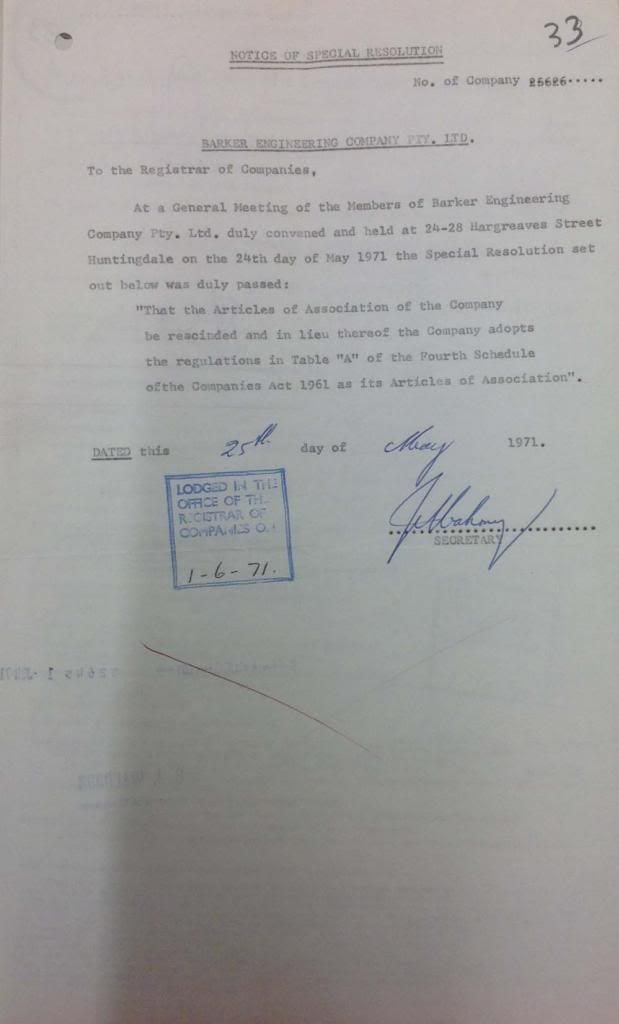 33
NOTICE OF SPECIAL RESOLUTION
No. of Company 25626.....
BARKER ENGINEERING COMPANY PTY. LTD.
To the Registrar of Companies,
At a General Meeting of the Members of Barker Engineering
Company Pty. Ltd. duly convened and held at 24-28 Hargreaves Street
Huntingdale on the 24th day of May 1971 the Special Resolution set
out below was duly passed:
"That the Articles of Association of the Company
be rescinded and in lieu thereof the Company adopts
the regulations in Table "A" of the Fourth Schedule
ofthe Companies Act 1961 as its Articles of Association".
DATED this 25th day of May 1971.
LODGED IN THE
OFFICE OF THE
REGISTRAR OF
COMPANIES ON
1-6-71.
SECRETARY